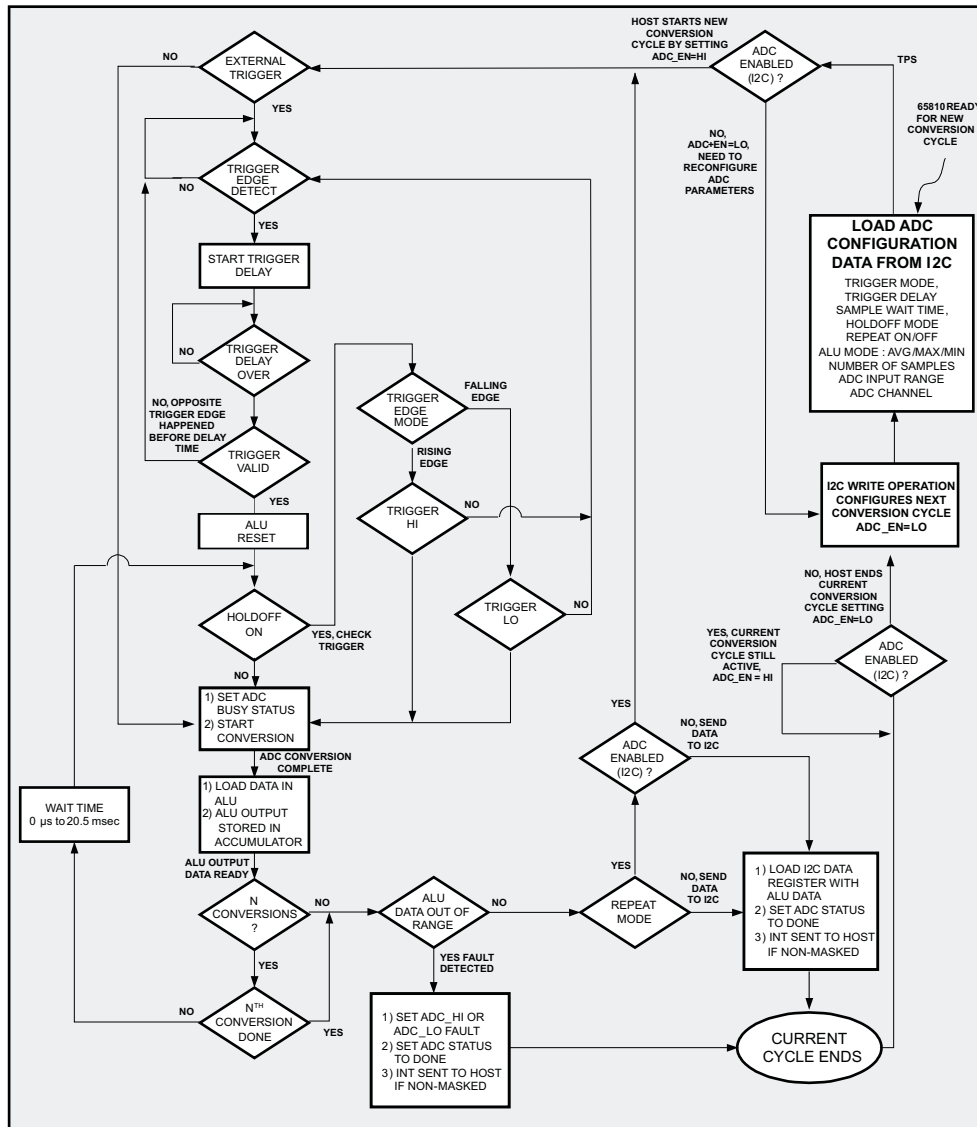 HOST STARTS NEW
CONVERSION
CYCLE BY SETTING
ADC_EN=HI
NO
EXTERNAL
TRIGGER
YES
ADC
ENABLED
(I2C) ?
TPS
65810 READY
FOR NEW
CONVERSION
CYCLE
NO,
ADC+EN=LO,
NEED TO
RECONFIGURE
ADC
PARAMETERS
TRIGGER
EDGE
DETECT
NO
YES
START TRIGGER
DELAY
LOAD ADC
CONFIGURATION
DATA FROM I2C
TRIGGER MODE,
TRIGGER DELAY
SAMPLE WAIT TIME,
HOLDOFF MODE
REPEAT ON/OFF
ALU MODE : AVG/MAX/MIN
NUMBER OF SAMPLES
ADC INPUT RANGE
ADC CHANNEL
NO
TRIGGER
DELAY
OVER
NO, OPPOSITE
TRIGGER EDGE
HAPPENED
BEFORE DELAY
TIME
TRIGGER
VALID
YES
TRIGGER
EDGE
MODE
FALLING
EDGE
RISING
EDGE
TRIGGER
HI
NO
I2C WRITE OPERATION
CONFIGURES NEXT
CONVERSION CYCLE
ADC_EN=LO
ALU
RESET
HOLDOFF
ON
YES, CHECK
TRIGGER
NO
TRIGGER
LO
NO
NO, HOST ENDS
CURRENT
CONVERSION
CYCLE SETTING
ADC_EN=LO
YES, CURRENT
CONVERSION
CYCLE STILL
ACTIVE,
ADC_EN = HI
ADC
ENABLED
(I2C) ?
1) SET ADC
BUSY STATUS
2) START
CONVERSION
ADC CONVERSION
COMPLETE
YES
ADC
ENABLED
(I2C) ?
NO, SEND
DATA
TO I2C
WAIT TIME
0 µs to 20.5 msec
1) LOAD DATA IN
ALU
2) ALU OUTPUT
STORED IN
ACCUMULATOR
ALU OUTPUT
DATA READY
N
CONVERSIONS
?
NO
YES
ALU
DATA OUT OF
RANGE
NO
YES FAULT
DETECTED
YES
REPEAT
MODE
NO, SEND
DATA
TO I2C
1) LOAD I2C DATA
REGISTER WITH
ALU DATA
2) SET ADC STATUS
TO DONE
3) INT SENT TO HOST
IF NON-MASKED
NO
NTH
CONVERSION
DONE
YES
1) SET ADC_HI OR
ADC_LO FAULT
2) SET ADC STATUS
TO DONE
3) INT SENT TO HOST
IF NON-MASKED
CURRENT
CYCLE ENDS